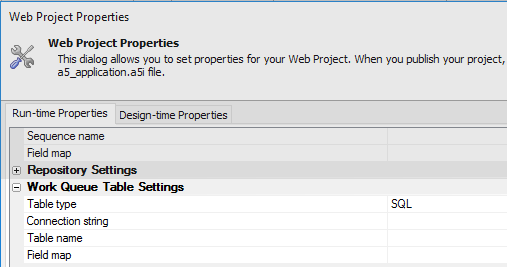 Web Project Properties
Web Project Properties
This dialog allows you to set properties for your Web Project. When you publish your project,
a5_application.a5i file.
Run-time Properties
Design-time Properties
Sequence name
Field map
Repository Settings
Work Queue Table Settings
Table type SQL
Connection string
Table name
Field map